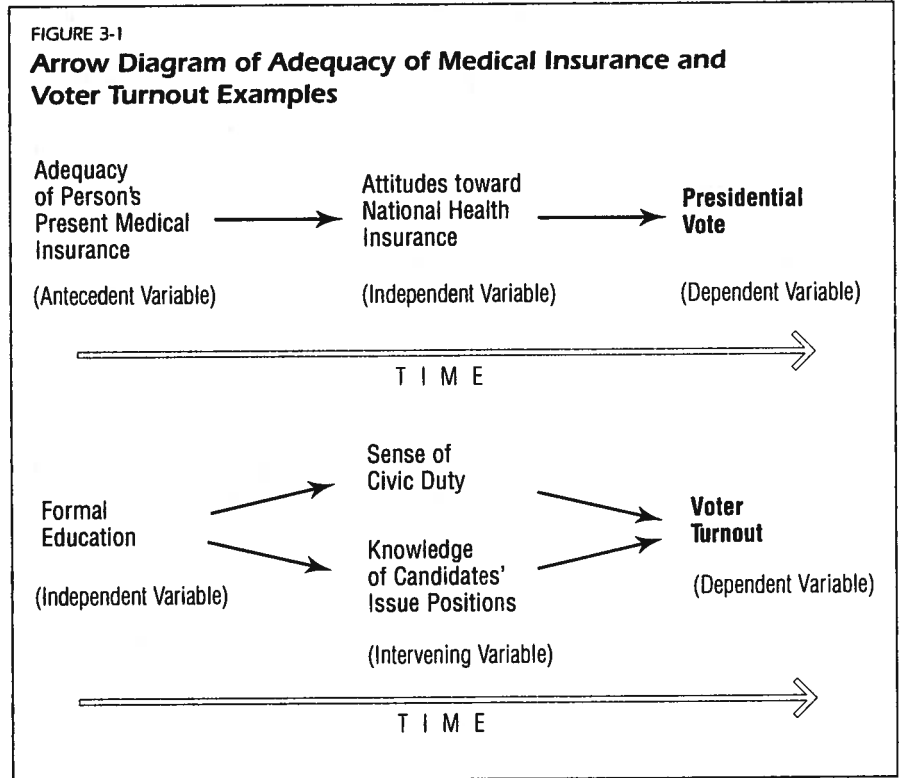 FIGURE 3-1
Arrow Diagram of Adequacy of Medical Insurance and
Voter Turnout Examples
Adequacy
of Person's
Present Medical
Insurance
(Antecedent Variable)
Attitudes toward
National Health
Insurance
(Independent Variable)
Presidential
Vote
(Dependent Variable)
TIME
Formal
Education
(Independent Variable)
Sense of
Civic Duty
Knowledge
of Candidates'
Issue Positions
(Intervening Variable)
Voter
Turnout
(Dependent Variable)
TIME